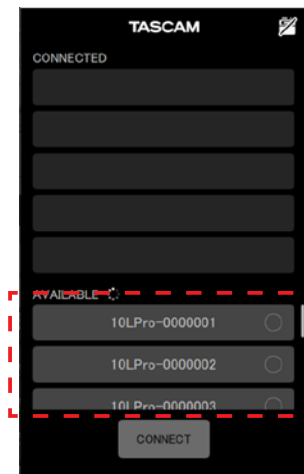 TASCAM
CONNECTED
AVAILABLE
10LPro-0000001
10LPro-0000002
10LPro-0000003
CONNECT